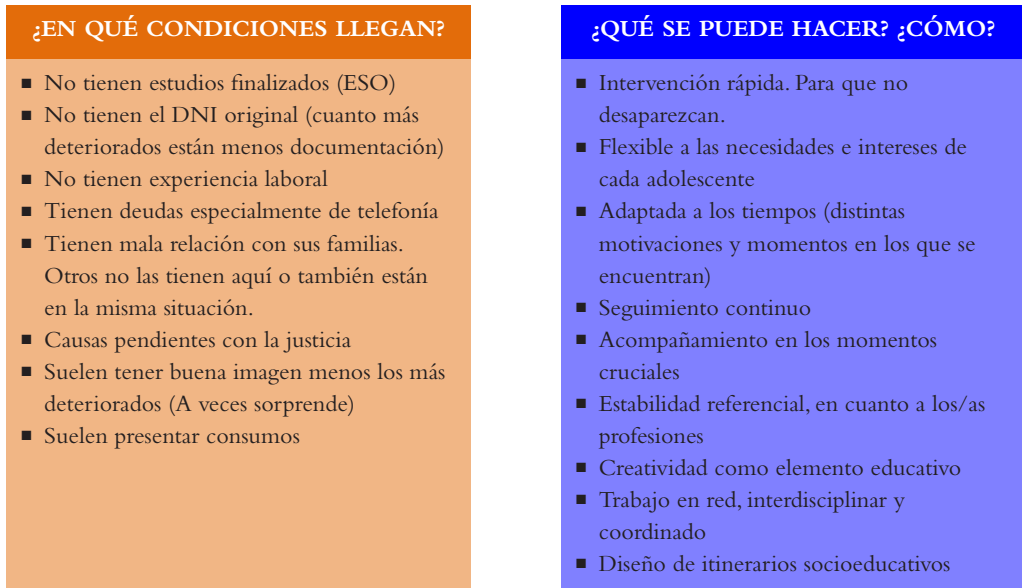 ¿EN QUÉ CONDICIONES LLEGAN?
■ No tienen estudios finalizados (ESO)
■ No tienen el DNI original (cuanto más
deteriorados están menos documentación)
■ No tienen experiencia laboral
■ Tienen deudas especialmente de telefonía
■ Tienen mala relación con sus familias.
Otros no las tienen aquí o también están
en la misma situación.
■ Causas pendientes con la justicia
■ Suelen tener buena imagen menos los más
deteriorados (A veces sorprende)
■ Suelen presentar consumos
¿QUÉ SE PUEDE HACER? ¿CÓMO?
■ Intervención rápida. Para que no
desaparezcan.
■ Flexible a las necesidades e intereses de
cada adolescente
■ Adaptada a los tiempos (distintas
motivaciones y momentos en los que se
encuentran)
■ Seguimiento continuo
■ Acompañamiento en los momentos
cruciales
■ Estabilidad referencial, en cuanto a los/as
profesiones
■ Creatividad como elemento educativo
■ Trabajo en red, interdisciplinar y
coordinado
■ Diseño de itinerarios socioeducativos